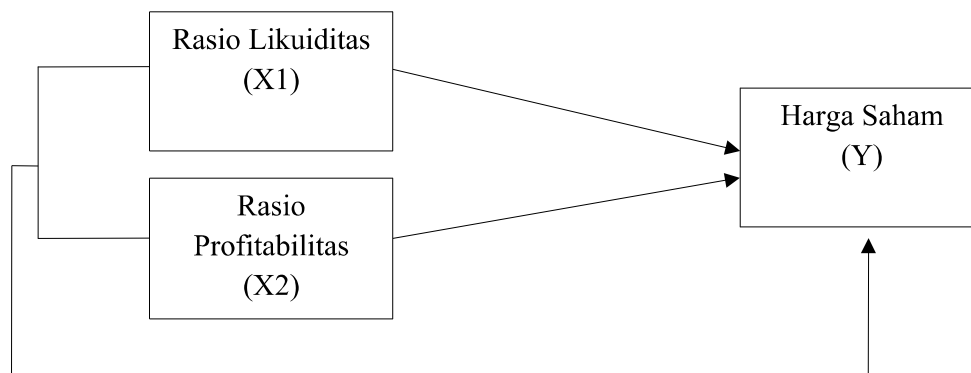 Rasio Likuiditas
(X1)
Harga Saham
(Y)
Rasio
Profitabilitas
(X2)